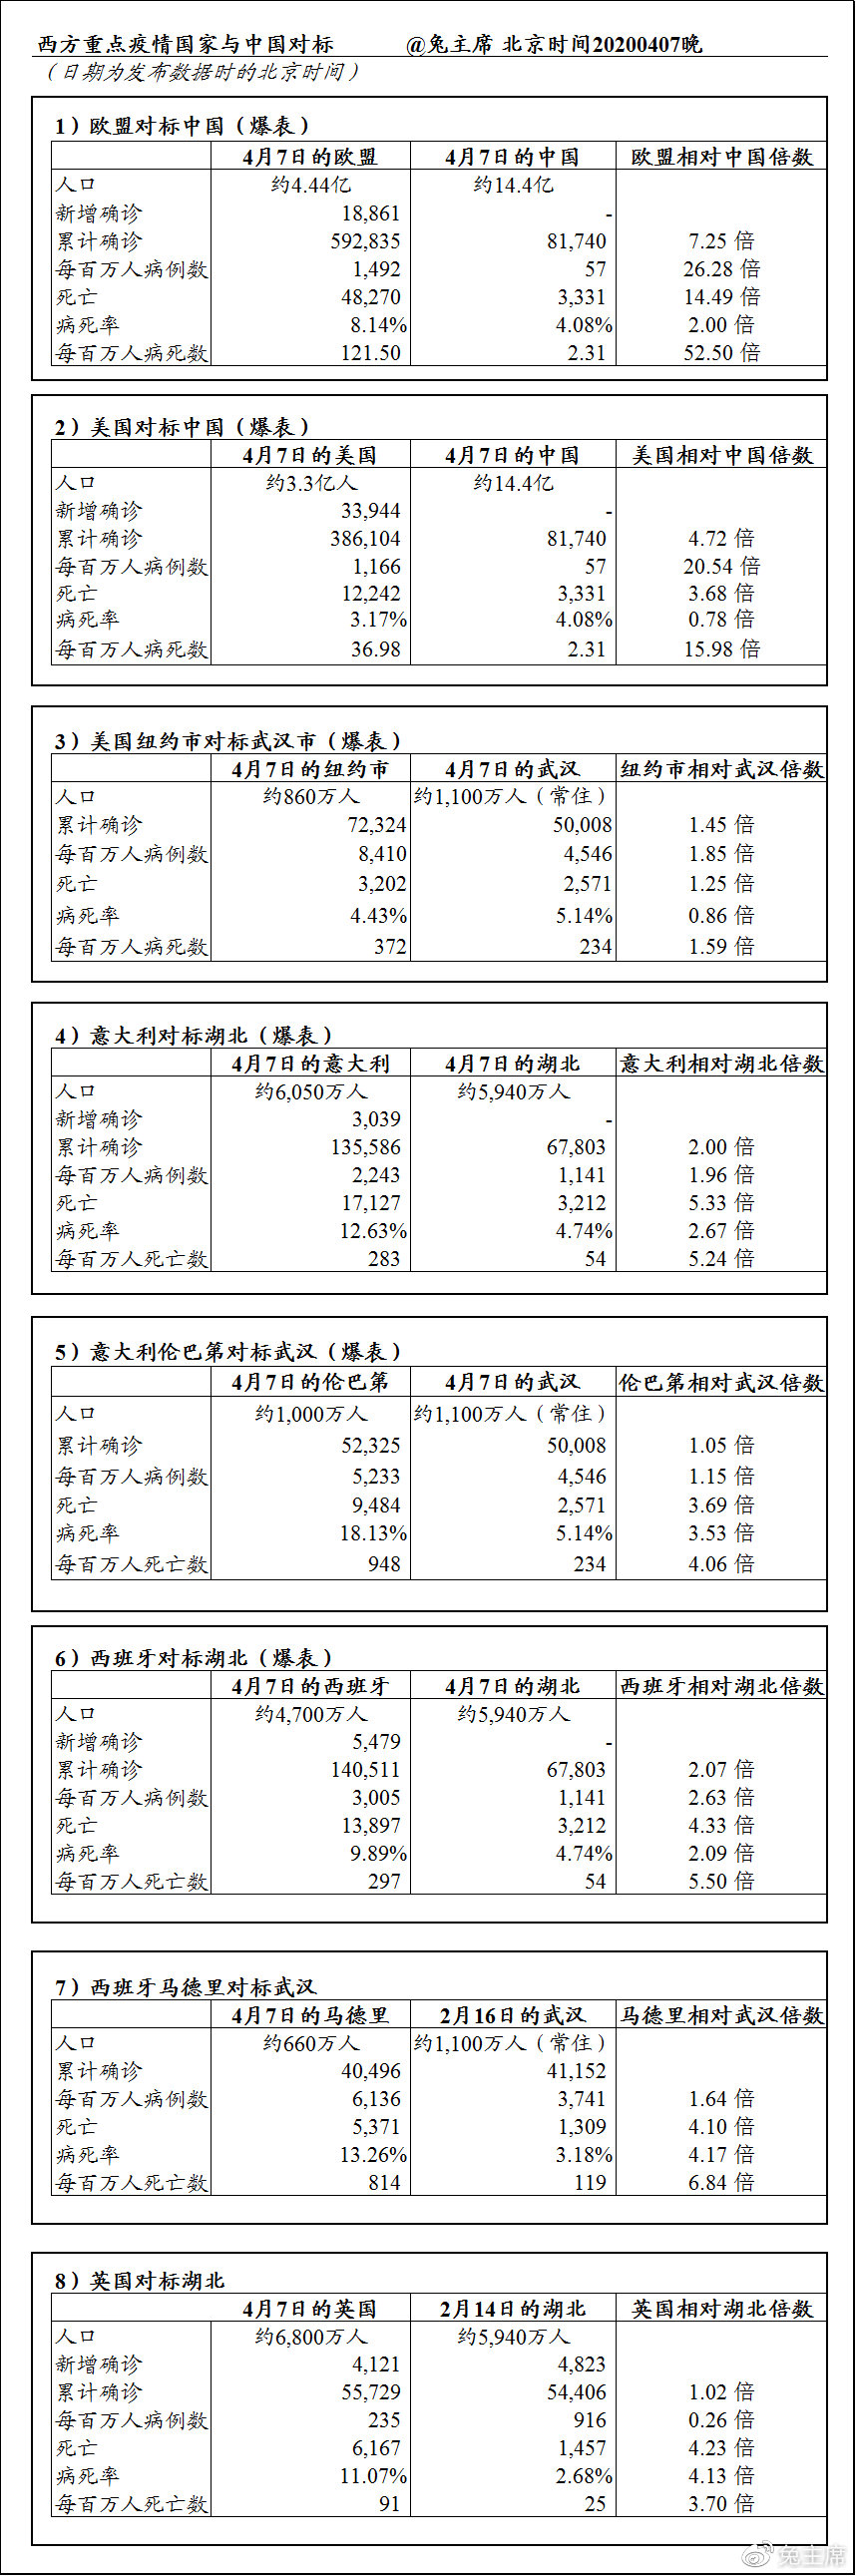 西方重点疫情国家与中国对标 @兔主席 北京时间20200407晚
（日期为发布数据时的北京时间）
1）欧盟对标中国（爆表）
4月7日的欧盟 4月7日的中国 欧盟相对中国倍数
人口 约4.44亿 约14.4亿
新增确诊 18,861 -
累计确诊 592,835 81,740 7.25 倍
每百万人病例数 1,492 57 26.28 倍
死亡 48,270 3,331 14.49 倍
病死率 8.14% 4.08% 2.00 倍
每百万人病死数 121.50 2.31 52.50 倍
2）美国对标中国（爆表）
4月7日的美国 4月7日的中国 美国相对中国倍数
人口 约3.3亿人 约14.4亿
新增确诊 33,944 -
累计确诊 386,104 81,740 4.72 倍
每百万人病例数 1,166 57 20.54 倍
死亡 12,242 3,331 3.68 倍
病死率 3.17% 4.08% 0.78 倍
每百万人病死数 36.98 2.31 15.98 倍
3）美国纽约市对标武汉市（爆表）
4月7日的纽约市 4月7日的武汉 纽约市相对武汉倍数
人口 约860万人 约1,100万人（常住）
累计确诊 72,324 50,008 1.45 倍
每百万人病例数 8,410 4,546 1.85 倍
死亡 3,202 2,571 1.25 倍
病死率 4.43% 5.14% 0.86 倍
每百万人病死数 372 234 1.59 倍
4）意大利对标湖北（爆表）
4月7日的意大利 4月7日的湖北 意大利相对湖北倍数
人口 约6,050万人 约5,940万人
新增确诊 3,039 -
累计确诊 135,586 67,803 2.00 倍
每百万人病例数 2,243 1,141 1.96 倍
死亡 17,127 3,212 5.33 倍
病死率 12.63% 4.74% 2.67 倍
每百万人死亡数 283 54 5.24 倍
5）意大利伦巴第对标武汉（爆表）
4月7日的伦巴第 4月7日的武汉 伦巴第相对武汉倍数
人口 约1,000万人 约1,100万人（常住）
累计确诊 52,325 50,008 1.05 倍
每百万人病例数 5,233 4,546 1.15 倍
死亡 9,484 2,571 3.69 倍
病死率 18.13% 5.14% 3.53 倍
每百万人死亡数 948 234 4.06 倍
6）西班牙对标湖北（爆表）
4月7日的西班牙 4月7日的湖北 西班牙相对湖北倍数
人口 约4,700万人 约5,940万人
新增确诊 5,479 -
累计确诊 140,511 67,803 2.07 倍
每百万人病例数 3,005 1,141 2.63 倍
死亡 13,897 3,212 4.33 倍
病死率 9.89% 4.74% 2.09 倍
每百万人死亡数 297 54 5.50 倍
7）西班牙马德里对标武汉
4月7日的马德里 2月16日的武汉 马德里相对武汉倍数
人口 约660万人 约1,100万人（常住）
累计确诊 40,496 41,152
每百万人病例数 6,136 3,741 1.64 倍
死亡 5,371 1,309 4.10 倍
病死率 13.26% 3.18% 4.17 倍
每百万人死亡数 814 119 6.84 倍
8）英国对标湖北
4月7日的英国 2月14日的湖北 英国相对湖北倍数
人口 约6,800万人 约5,940万人
新增确诊 4,121 4,823
累计确诊 55,729 54,406 1.02 倍
每百万人病例数 235 916 0.26 倍
死亡 6,167 1,457 4.23 倍
病死率 11.07% 2.68% 4.13 倍
每百万人死亡数 91 25 3.70 倍
兔主席